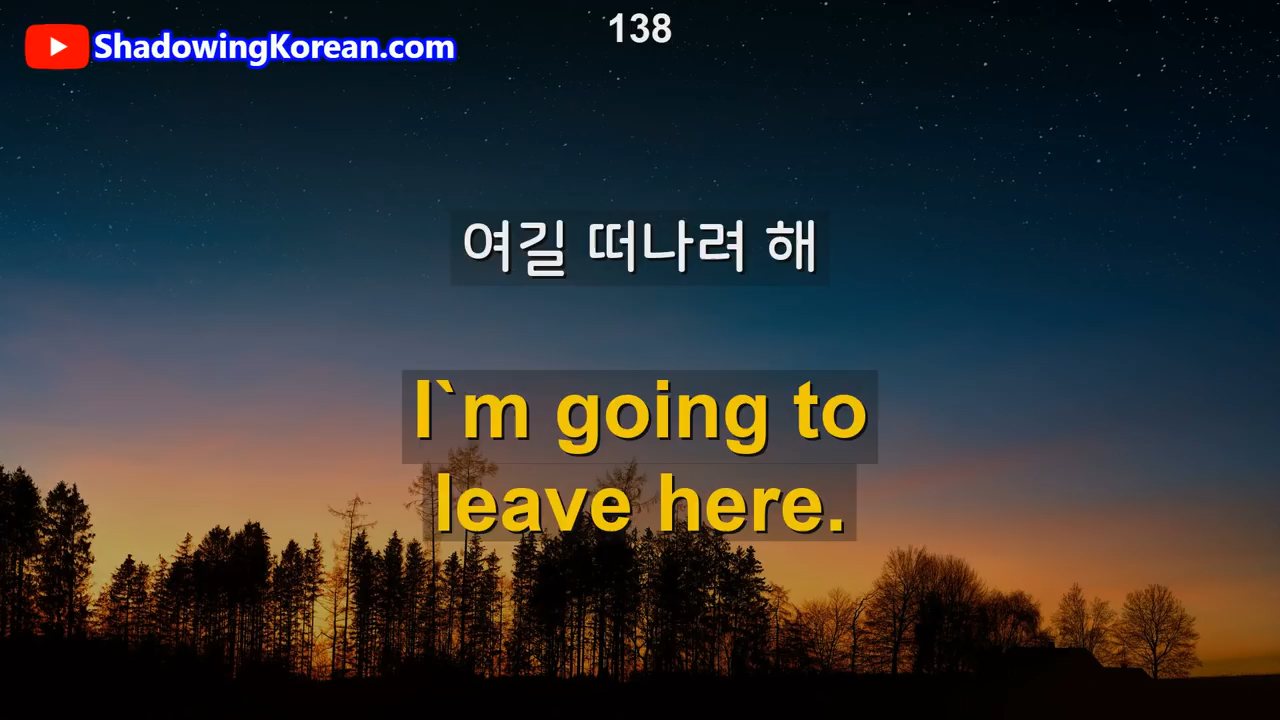 138
ShadowingKorean.com
여길 떠나려 해
I`m going to
leave here.